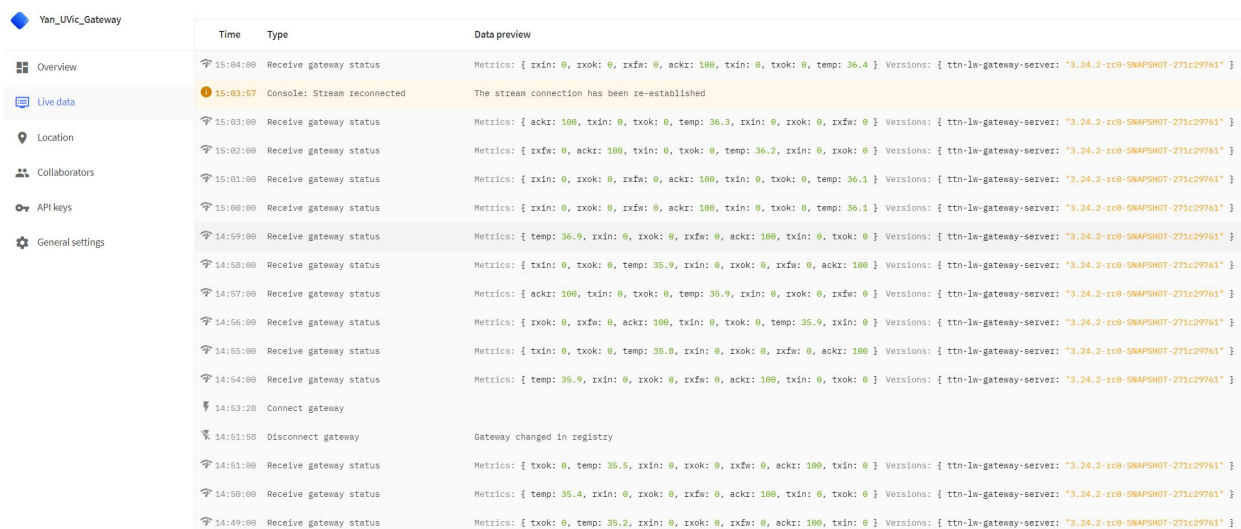 Yan_UVic_Gateway
Overview
Live data
Location
Collaborators
API keys
General settings
Time Type Data preview
15:04:00 Receive gateway status Metrics: { rxin: 0, rxok: 0, rxfw: 0, ackr: 100, txin: 0, txok: 0, temp: 36.4 } Versions: { ttn-lw-gateway-server: "3.24.2-rc0-SNAPSHOT-271c29761" }
15:03:57 Console: Stream reconnected The stream connection has been re-established
15:03:00 Receive gateway status Metrics: { ackr: 100, txin: 0, txok: 0, temp: 36.3, rxin: 0, rxok: 0, rxfw: 0 } Versions: { ttn-lw-gateway-server: "3.24.2-rc0-SNAPSHOT-271c29761" }
15:02:00 Receive gateway status Metrics: { rxfw: 0, ackr: 100, txin: 0, txok: 0, temp: 36.2, rxin: 0, rxok: 0 } Versions: { ttn-lw-gateway-server: "3.24.2-rc0-SNAPSHOT-271c29761" }
15:01:00 Receive gateway status Metrics: { rxin: 0, rxok: 0, rxfw: 0, ackr: 100, txin: 0, txok: 0, temp: 36.1 } Versions: { ttn-lw-gateway-server: "3.24.2-rc0-SNAPSHOT-271c29761" }
15:00:00 Receive gateway status Metrics: { rxin: 0, rxok: 0, rxfw: 0, ackr: 100, txin: 0, txok: 0, temp: 36.1 } Versions: { ttn-lw-gateway-server: "3.24.2-rc0-SNAPSHOT-271c29761" }
14:59:00 Receive gateway status Metrics: { temp: 36.9, rxin: 0, rxok: 0, rxfw: 0, ackr: 100, txin: 0, txok: 0 } Versions: { ttn-lw-gateway-server: "3.24.2-rc0-SNAPSHOT-271c29761" }
14:58:00 Receive gateway status Metrics: { txin: 0, txok: 0, temp: 35.9, rxin: 0, rxok: 0, rxfw: 0, ackr: 100 } Versions: { ttn-lw-gateway-server: "3.24.2-rc0-SNAPSHOT-271c29761" }
14:57:00 Receive gateway status Metrics: { ackr: 100, txin: 0, txok: 0, temp: 35.9, rxin: 0, rxok: 0, rxfw: 0 } Versions: { ttn-lw-gateway-server: "3.24.2-rc0-SNAPSHOT-271c29761" }
14:56:00 Receive gateway status Metrics: { rxok: 0, rxfw: 0, ackr: 100, txin: 0, txok: 0, temp: 35.9, rxin: 0 } Versions: { ttn-lw-gateway-server: "3.24.2-rc0-SNAPSHOT-271c29761" }
14:55:00 Receive gateway status Metrics: { txin: 0, txok: 0, temp: 35.8, rxin: 0, rxok: 0, rxfw: 0, ackr: 100 } Versions: { ttn-lw-gateway-server: "3.24.2-rc0-SNAPSHOT-271c29761" }
14:54:00 Receive gateway status Metrics: { temp: 35.9, rxin: 0, rxok: 0, rxfw: 0, ackr: 100, txin: 0, txok: 0 } Versions: { ttn-lw-gateway-server: "3.24.2-rc0-SNAPSHOT-271c29761" }
14:53:28 Connect gateway
14:51:58 Disconnect gateway Gateway changed in registry
14:51:00 Receive gateway status Metrics: { txok: 0, temp: 35.5, rxin: 0, rxok: 0, rxfw: 0, ackr: 100, txin: 0 } Versions: { ttn-lw-gateway-server: "3.24.2-rc0-SNAPSHOT-271c29761" }
14:50:00 Receive gateway status Metrics: { temp: 35.4, rxin: 0, rxok: 0, rxfw: 0, ackr: 100, txin: 0, txok: 0 } Versions: { ttn-lw-gateway-server: "3.24.2-rc0-SNAPSHOT-271c29761" }
14:49:00 Receive gateway status Metrics: { txok: 0, temp: 35.2, rxin: 0, rxok: 0, rxfw: 0, ackr: 100, txin: 0 } Versions: { ttn-lw-gateway-server: "3.24.2-rc0-SNAPSHOT-271c29761" }